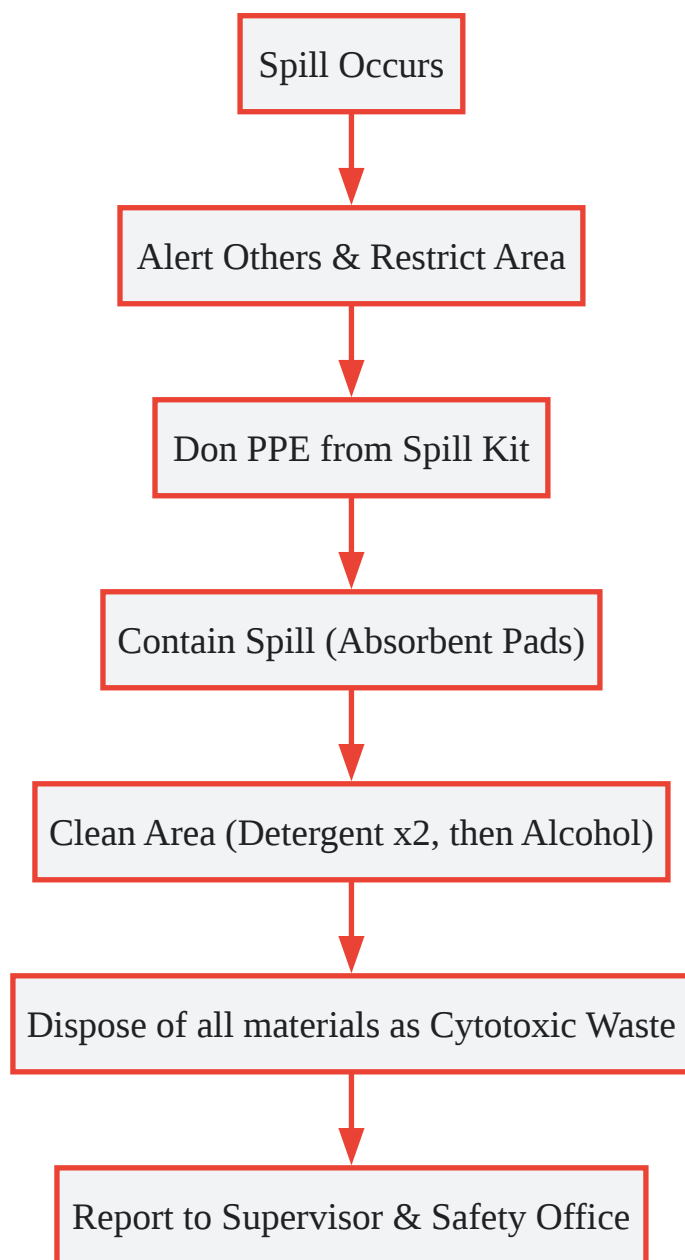 Spill Occurs
Alert Others & Restrict Area
Don PPE from Spill Kit
Contain Spill (Absorbent Pads)
Clean Area (Detergent x2, then Alcohol)
Dispose of all materials as Cytotoxic Waste
Report to Supervisor & Safety Office